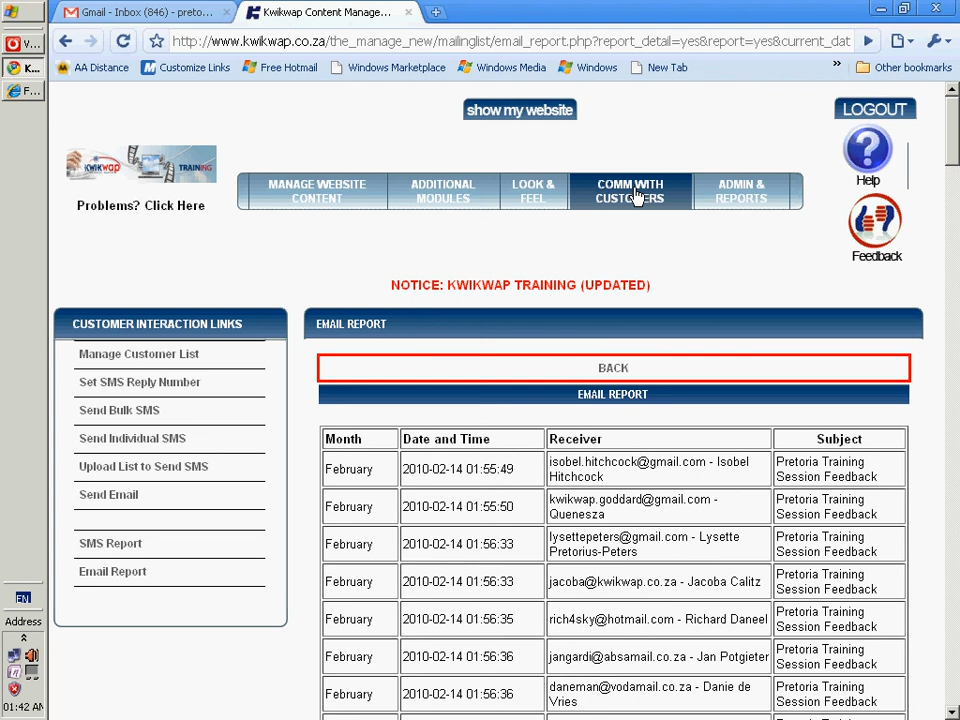 Gmail - Inbox (846) - preto...
Kwikwap Content Manage...
http://www.kwikwap.co.za/the_manage_new/mailinglist/email_report.php?report_detail=yes&report=yes&current_dat
AA Distance
Customize Links
Free Hotmail
Windows Marketplace
Windows Media
Windows
New Tab
»
Other bookmarks
V...
K...
F...
show my website
LOGOUT
KWIKWAP
TRAINING
Problems? Click Here
MANAGE WEBSITE
CONTENT
ADDITIONAL
MODULES
LOOK &
FEEL
COMM WITH
CUSTOMERS
ADMIN &
REPORTS
?
Help
Feedback
NOTICE: KWIKWAP TRAINING (UPDATED)
CUSTOMER INTERACTION LINKS
Manage Customer List
Set SMS Reply Number
Send Bulk SMS
Send Individual SMS
Upload List to Send SMS
Send Email
SMS Report
Email Report
EMAIL REPORT
BACK
EMAIL REPORT
Month Date and Time Receiver Subject
February 2010-02-14 01:55:49 isobel.hitchcock@gmail.com - Isobel Hitchcock Pretoria Training Session Feedback
February 2010-02-14 01:55:50 kwikwap.goddard@gmail.com - Quenesza Pretoria Training Session Feedback
February 2010-02-14 01:56:33 lysettepeters@gmail.com - Lysette Pretorius-Peters Pretoria Training Session Feedback
February 2010-02-14 01:56:33 jacoba@kwikwap.co.za - Jacoba Calitz Pretoria Training Session Feedback
February 2010-02-14 01:56:35 rich4sky@hotmail.com - Richard Daneel Pretoria Training Session Feedback
February 2010-02-14 01:56:36 jangardi@absamail.co.za - Jan Potgieter Pretoria Training Session Feedback
February 2010-02-14 01:56:36 daneman@vodamail.co.za - Danie de Vries Pretoria Training Session Feedback
EN
Address
01:42 AM